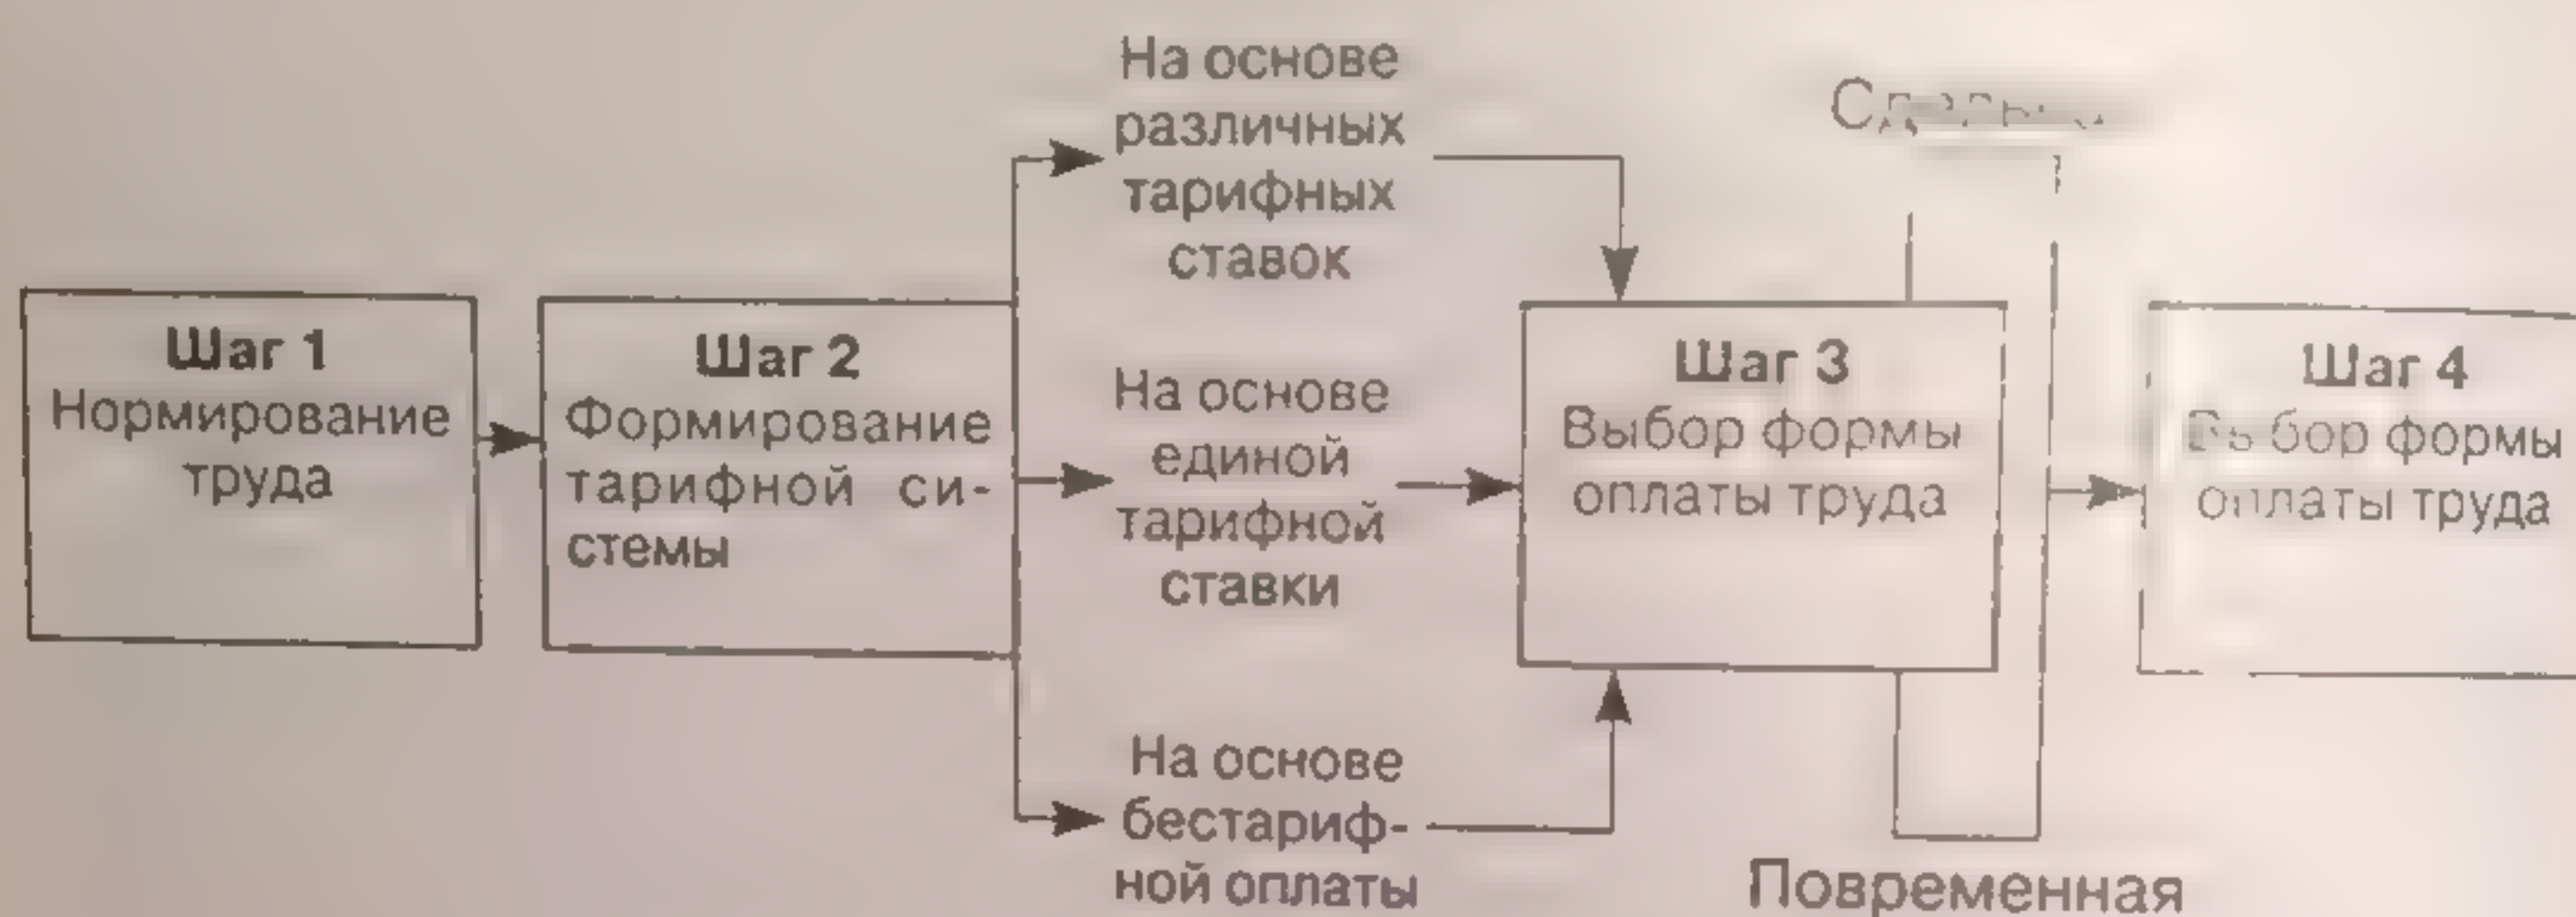 Шаг 1
Нормирование
труда
Шаг 2
Формирование
тарифной си-
стемы
На основе
различных
тарифных
ставок
На основе
единой
тарифной
ставки
На основе
бестариф-
ной оплаты
Шаг 3
Выбор формы
оплаты труда
Повременная
Шаг 4
Выбор формы
оплаты труда